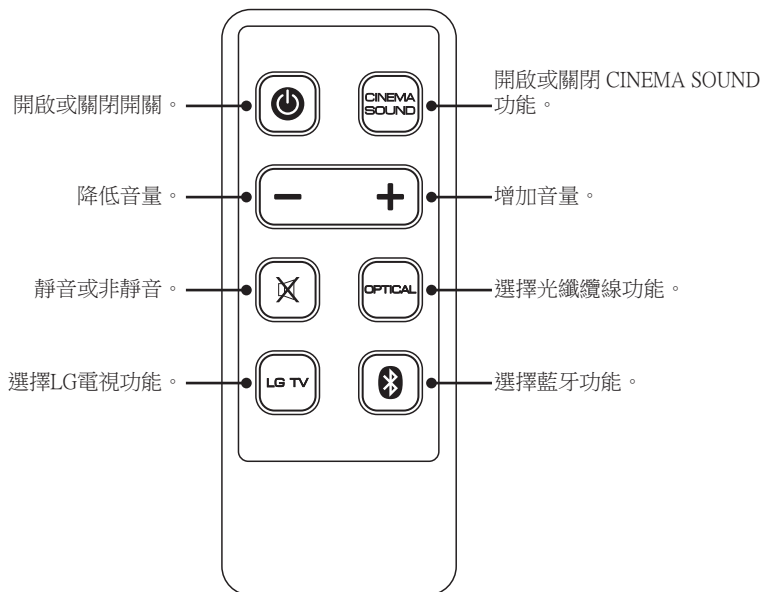 開啟或關閉開關。
CINEMA
SOUND
開啟或關閉 CINEMA SOUND
功能。
降低音量。
− +
增加音量。
靜音或非靜音。
OPTICAL
選擇光纖纜線功能。
選擇LG電視功能。
LG TV
選擇藍牙功能。